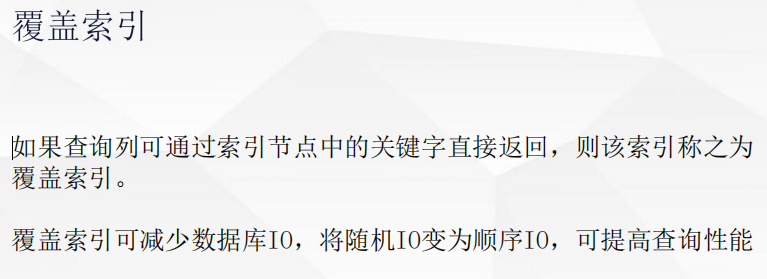 覆盖索引
如果查询列可通过索引节点中的关键字直接返回，则该索引称之为
覆盖索引。
覆盖索引可减少数据库IO，将随机IO变为顺序IO，可提高查询性能